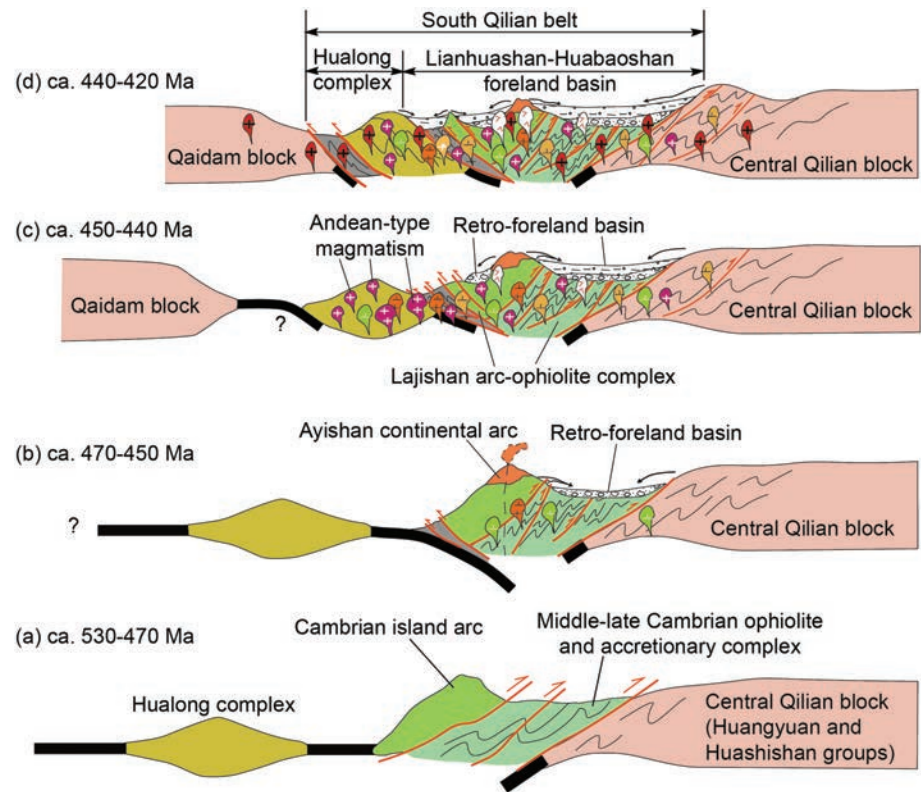 South Qilian belt
Hualong
complex
Lianhuashan-Huabaoshan
foreland basin
(d) ca. 440-420 Ma
Qaidam block
Central Qilian block
(c) ca. 450-440 Ma
Andean-type
magmatism
Retro-foreland basin
Qaidam block
?
Central Qilian block
Lajishan arc-ophiolite complex
Ayishan continental arc
Retro-foreland basin
(b) ca. 470-450 Ma
?
Central Qilian block
(a) ca. 530-470 Ma
Cambrian island arc
Middle-late Cambrian ophiolite
and accretionary complex
Hualong complex
Central Qilian block
(Huangyuan and
Huashishan groups)